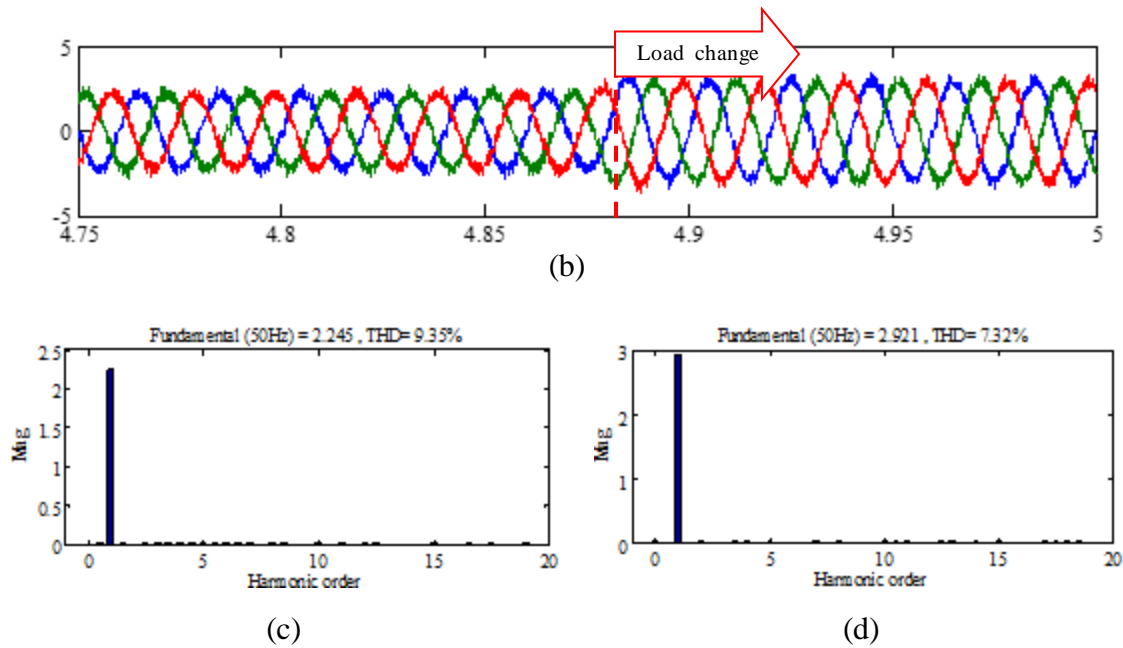 Load change
5
0
-5
4.75 4.8 4.85 4.9 4.95 5
(b)
Fundamental (50Hz) = 2.245 , THD= 9.35%
2.5
2
1.5
1
0.5
0
Mag
0 5 10 15 20
Harmonic order
(c)
Fundamental (50Hz) = 2.921 , THD= 7.32%
3
2
1
0
Mag
0 5 10 15 20
Harmonic order
(d)